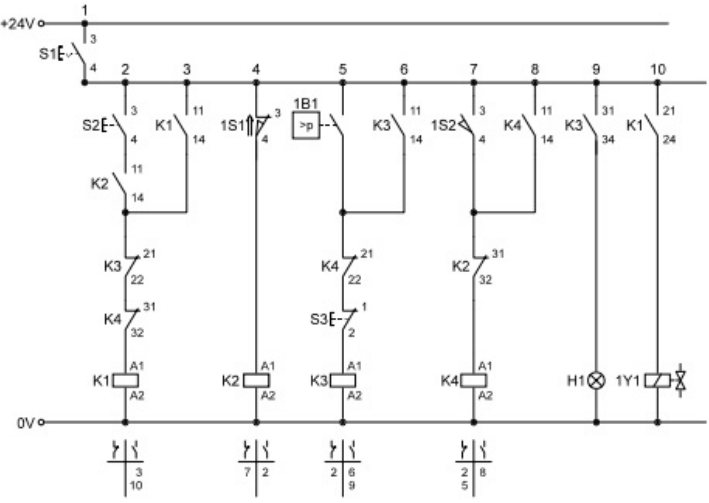 1
+24V
3
S1
4
2 3 4 5 6 7 8 9 10
3 11 3 1B1 11 3 11 31 21
S2 K1 1S1 >p K3 1S2 K4 K3 K1
4 14 4 14 4 14 34 24
11
K2
14
21 21 31
K3 K4 K2
22 22 32
31 1
K4 S3
32 2
A1 A1 A1 A1
K1 K2 K3 K4 H1 1Y1
A2 A2 A2 A2
0V
3 7 2 2 6 2 8
10 9 5